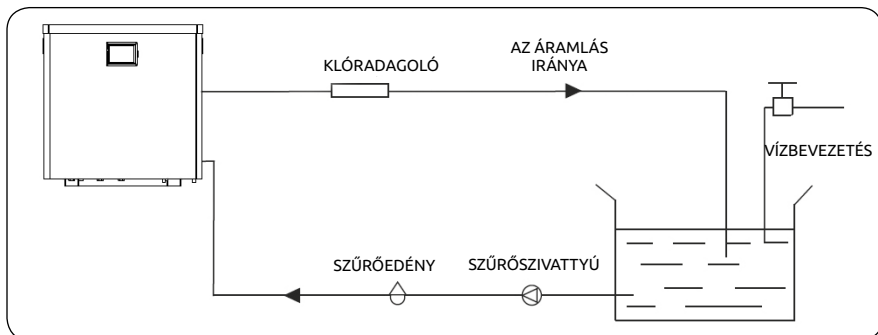 KLÓRADAGOLÓ
AZ ÁRAMLÁS
IRÁNYA
VÍZBEVEZETÉS
SZŰRŐEDÉNY
SZŰRŐSZIVATTYÚ